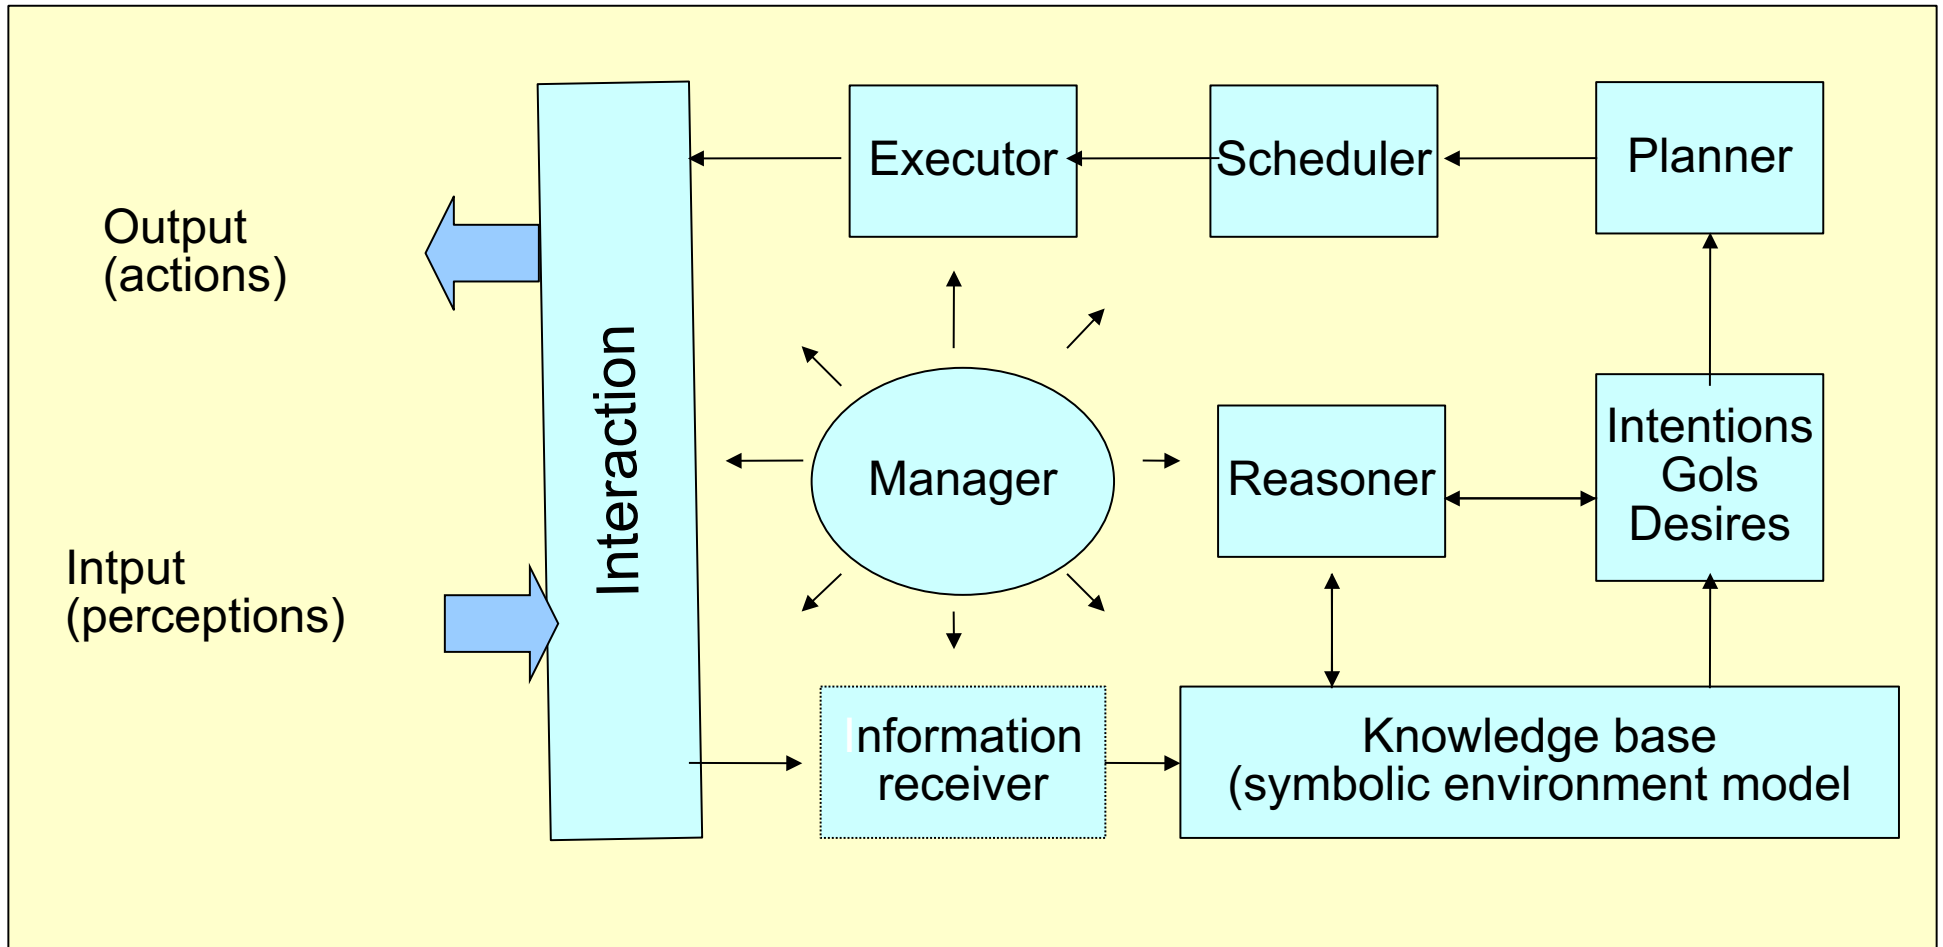 Executor
Scheduler
Planner
Output
(actions)
Interaction
Manager
Reasoner
Intentions
Gols
Desires
Intput
(perceptions)
Information
receiver
Knowledge base
(symbolic environment model